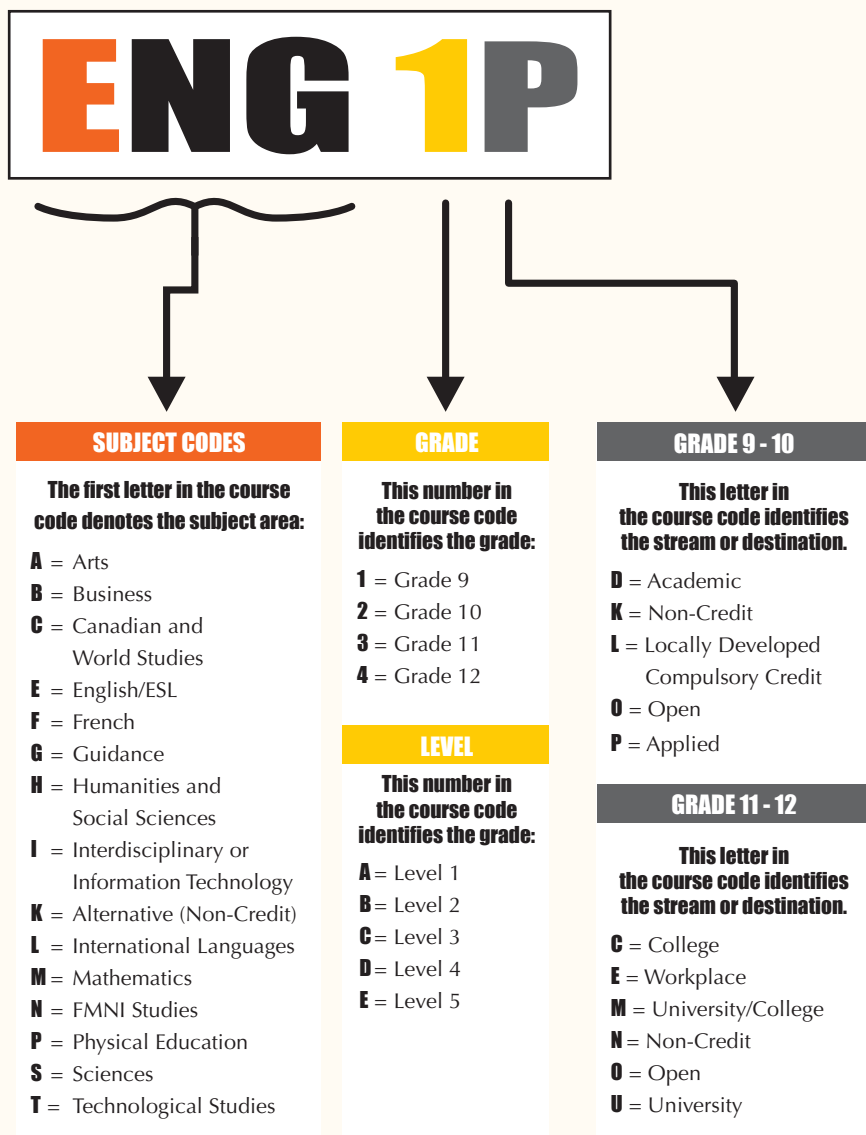 ENG 1P
SUBJECT CODES
The first letter in the course
code denotes the subject area:
A = Arts
B = Business
C = Canadian and
World Studies
E = English/ESL
F = French
G = Guidance
H = Humanities and
Social Sciences
I = Interdisciplinary or
Information Technology
K = Alternative (Non-Credit)
L = International Languages
M = Mathematics
N = FMNI Studies
P = Physical Education
S = Sciences
T = Technological Studies
GRADE
This number in
the course code
identifies the grade:
1 = Grade 9
2 = Grade 10
3 = Grade 11
4 = Grade 12
LEVEL
This number in
the course code
identifies the grade:
A = Level 1
B = Level 2
C = Level 3
D = Level 4
E = Level 5
GRADE 9 - 10
This letter in
the course code identifies
the stream or destination.
D = Academic
K = Non-Credit
L = Locally Developed
Compulsory Credit
O = Open
P = Applied
GRADE 11 - 12
This letter in
the course code identifies
the stream or destination.
C = College
E = Workplace
M = University/College
N = Non-Credit
O = Open
U = University